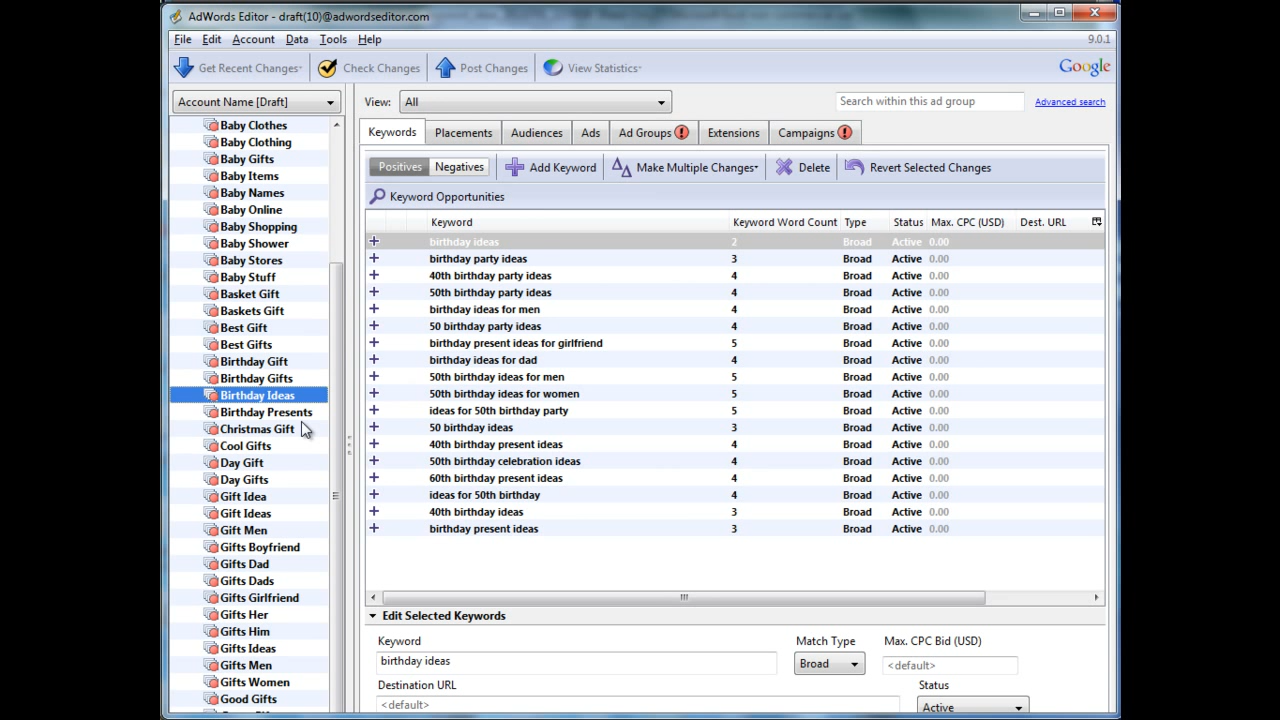 AdWords Editor - draft(10)@adwordseditor.com
File Edit Account Data Tools Help 9.0.1
Get Recent Changes Check Changes Post Changes View Statistics Google
Account Name [Draft] View: All Search within this ad group Advanced search
Keywords Placements Audiences Ads Ad Groups Extensions Campaigns
Positives Negatives Add Keyword Make Multiple Changes Delete Revert Selected Changes
Keyword Opportunities
Keyword Keyword Word Count Type Status Max. CPC (USD) Dest. URL
birthday ideas 2 Broad Active 0.00
birthday party ideas 3 Broad Active 0.00
40th birthday party ideas 4 Broad Active 0.00
50th birthday party ideas 4 Broad Active 0.00
birthday ideas for men 4 Broad Active 0.00
50 birthday party ideas 4 Broad Active 0.00
birthday present ideas for girlfriend 5 Broad Active 0.00
birthday ideas for dad 4 Broad Active 0.00
50th birthday ideas for men 5 Broad Active 0.00
50th birthday ideas for women 5 Broad Active 0.00
ideas for 50th birthday party 5 Broad Active 0.00
50 birthday ideas 3 Broad Active 0.00
40th birthday present ideas 4 Broad Active 0.00
50th birthday celebration ideas 4 Broad Active 0.00
60th birthday present ideas 4 Broad Active 0.00
ideas for 50th birthday 4 Broad Active 0.00
40th birthday ideas 3 Broad Active 0.00
birthday present ideas 3 Broad Active 0.00
Baby Clothes
Baby Clothing
Baby Gifts
Baby Items
Baby Names
Baby Online
Baby Shopping
Baby Shower
Baby Stores
Baby Stuff
Basket Gift
Baskets Gift
Best Gift
Best Gifts
Birthday Gift
Birthday Gifts
Birthday Ideas
Birthday Presents
Christmas Gift
Cool Gifts
Day Gift
Day Gifts
Gift Idea
Gift Ideas
Gift Men
Gifts Boyfriend
Gifts Dad
Gifts Dads
Gifts Girlfriend
Gifts Her
Gifts Him
Gifts Ideas
Gifts Men
Gifts Women
Good Gifts
Edit Selected Keywords
Keyword Match Type Max. CPC Bid (USD)
birthday ideas Broad <default>
Destination URL Status
<default> Active